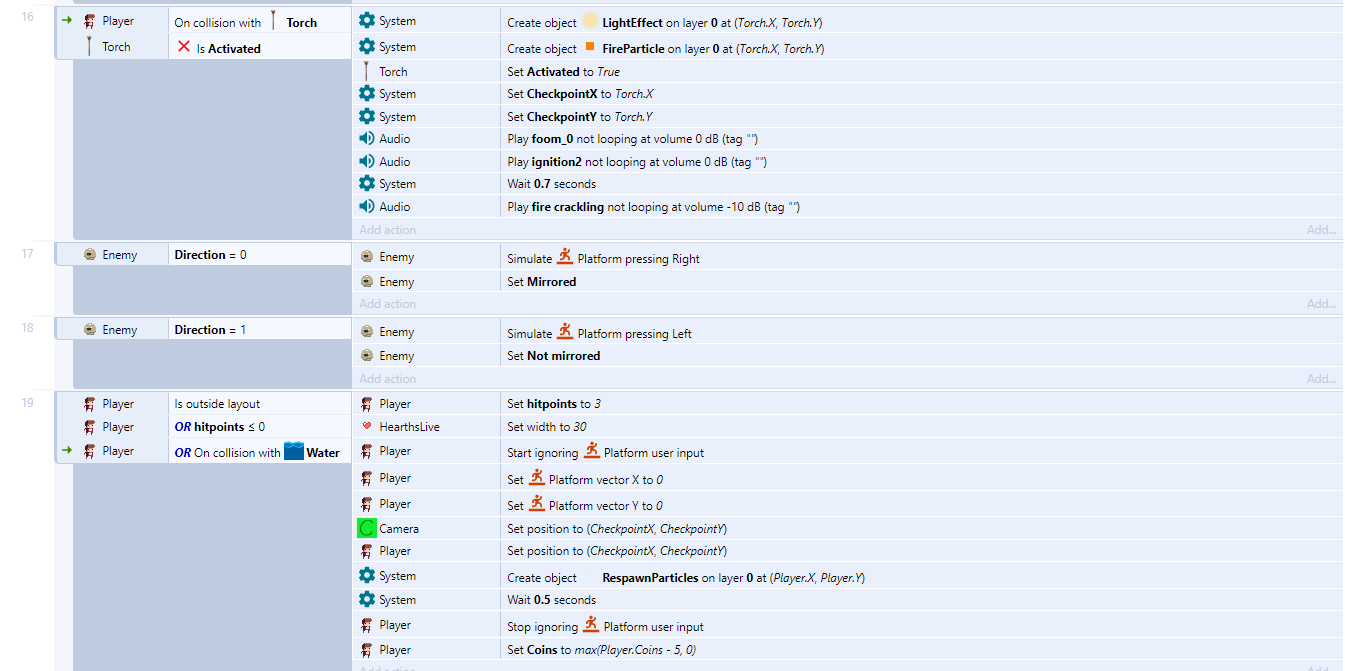 16
Player On collision with Torch System Create object LightEffect on layer 0 at (Torch.X, Torch.Y)
Torch Is Activated System Create object FireParticle on layer 0 at (Torch.X, Torch.Y)
Torch Set Activated to True
System Set CheckpointX to Torch.X
System Set CheckpointY to Torch.Y
Audio Play foom_0 not looping at volume 0 dB (tag "")
Audio Play ignition2 not looping at volume 0 dB (tag "")
System Wait 0.7 seconds
Audio Play fire crackling not looping at volume -10 dB (tag "")
Add action Add...
17 Enemy Direction = 0 Enemy Simulate Platform pressing Right
Enemy Set Mirrored
Add action Add...
18 Enemy Direction = 1 Enemy Simulate Platform pressing Left
Enemy Set Not mirrored
Add action Add...
19 Player Is outside layout Player Set hitpoints to 3
Player OR hitpoints ≤ 0 HearthsLive Set width to 30
Player OR On collision with Water Player Start ignoring Platform user input
Player Set Platform vector X to 0
Player Set Platform vector Y to 0
C Camera Set position to (CheckpointX, CheckpointY)
Player Set position to (CheckpointX, CheckpointY)
System Create object RespawnParticles on layer 0 at (Player.X, Player.Y)
System Wait 0.5 seconds
Player Stop ignoring Platform user input
Player Set Coins to max(Player.Coins - 5, 0)
Add action Add...